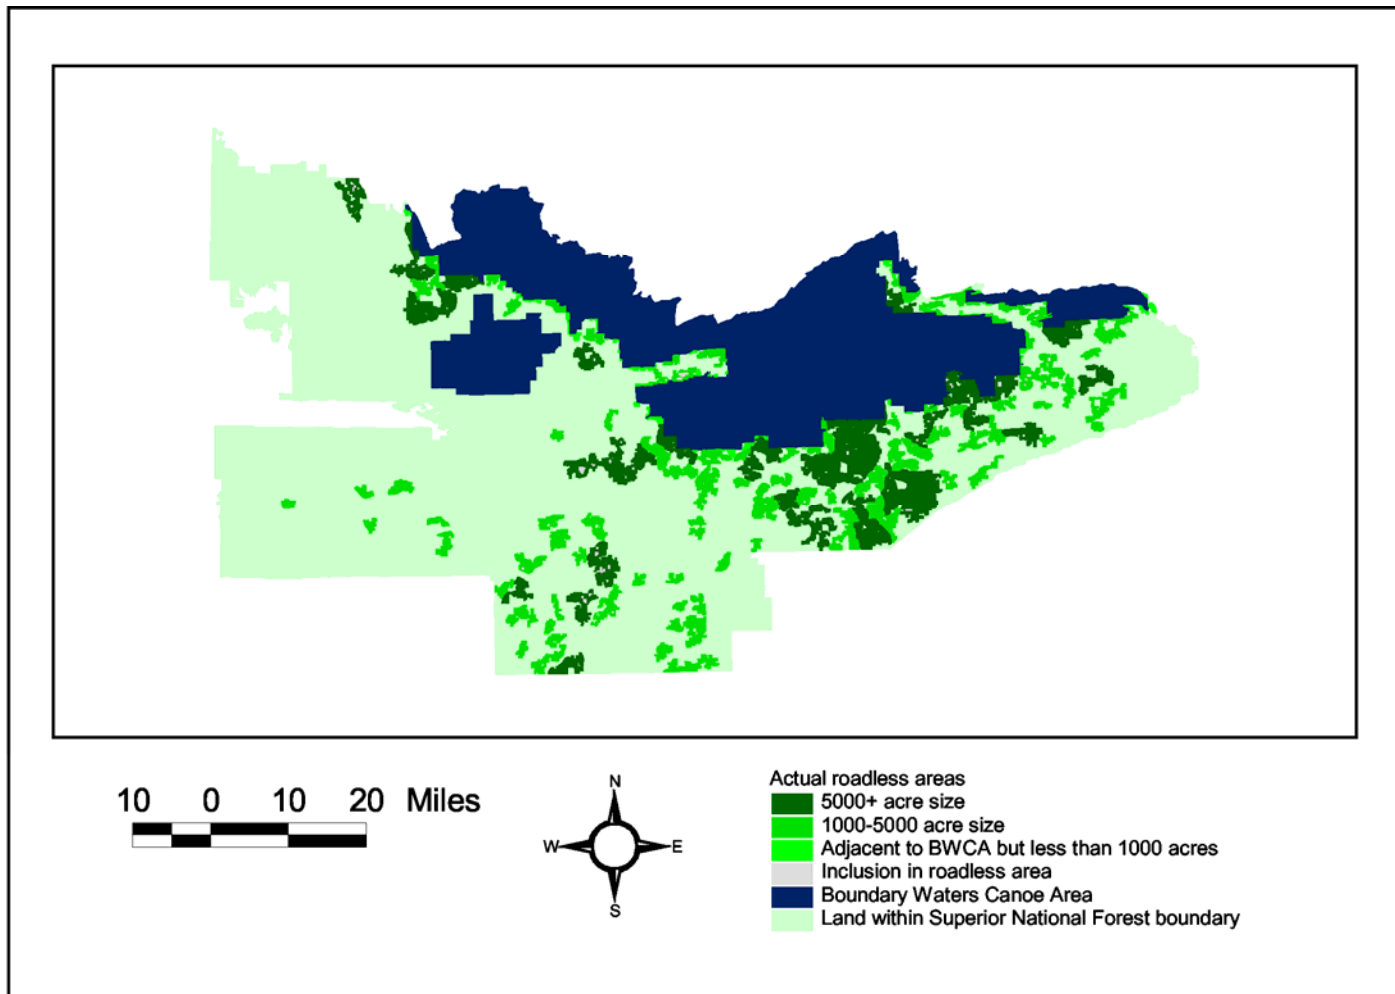 10 0 10 20 Miles
N
W E
S
Actual roadless areas
5000+ acre size
1000-5000 acre size
Adjacent to BWCA but less than 1000 acres
Inclusion in roadless area
Boundary Waters Canoe Area
Land within Superior National Forest boundary